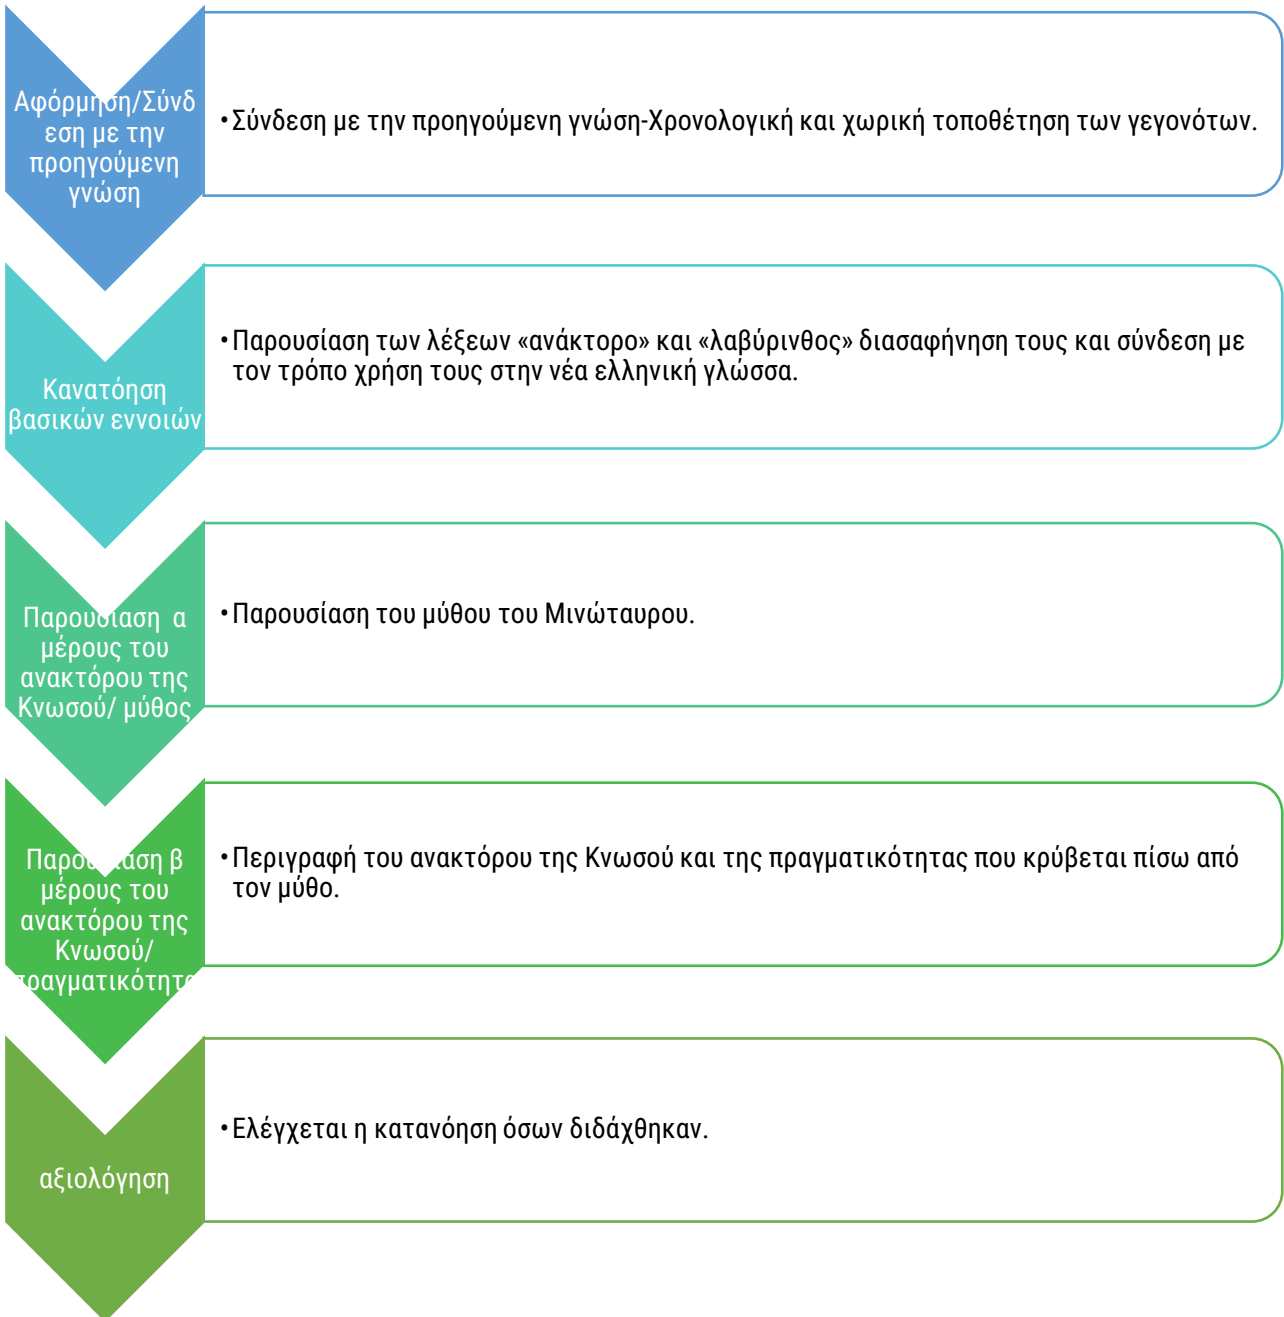 Αφόρμηση/Σύνδ
εση με την
προηγούμενη
γνώση
•Σύνδεση με την προηγούμενη γνώση-Χρονολογική και χωρική τοποθέτηση των γεγονότων.
Κανατόηση
βασικών εννοιών
•Παρουσίαση των λέξεων «ανάκτορο» και «λαβύρινθος» διασαφήνηση τους και σύνδεση με
τον τρόπο χρήση τους στην νέα ελληνική γλώσσα.
Παρουσίαση α
μέρους του
ανακτόρου της
Κνωσού/ μύθος
•Παρουσίαση του μύθου του Μινώταυρου.
Παρουσίαση β
μέρους του
ανακτόρου της
Κνωσού/
πραγματικότητα
•Περιγραφή του ανακτόρου της Κνωσού και της πραγματικότητας που κρύβεται πίσω από
τον μύθο.
αξιολόγηση
•Ελέγχεται η κατανόηση όσων διδάχθηκαν.